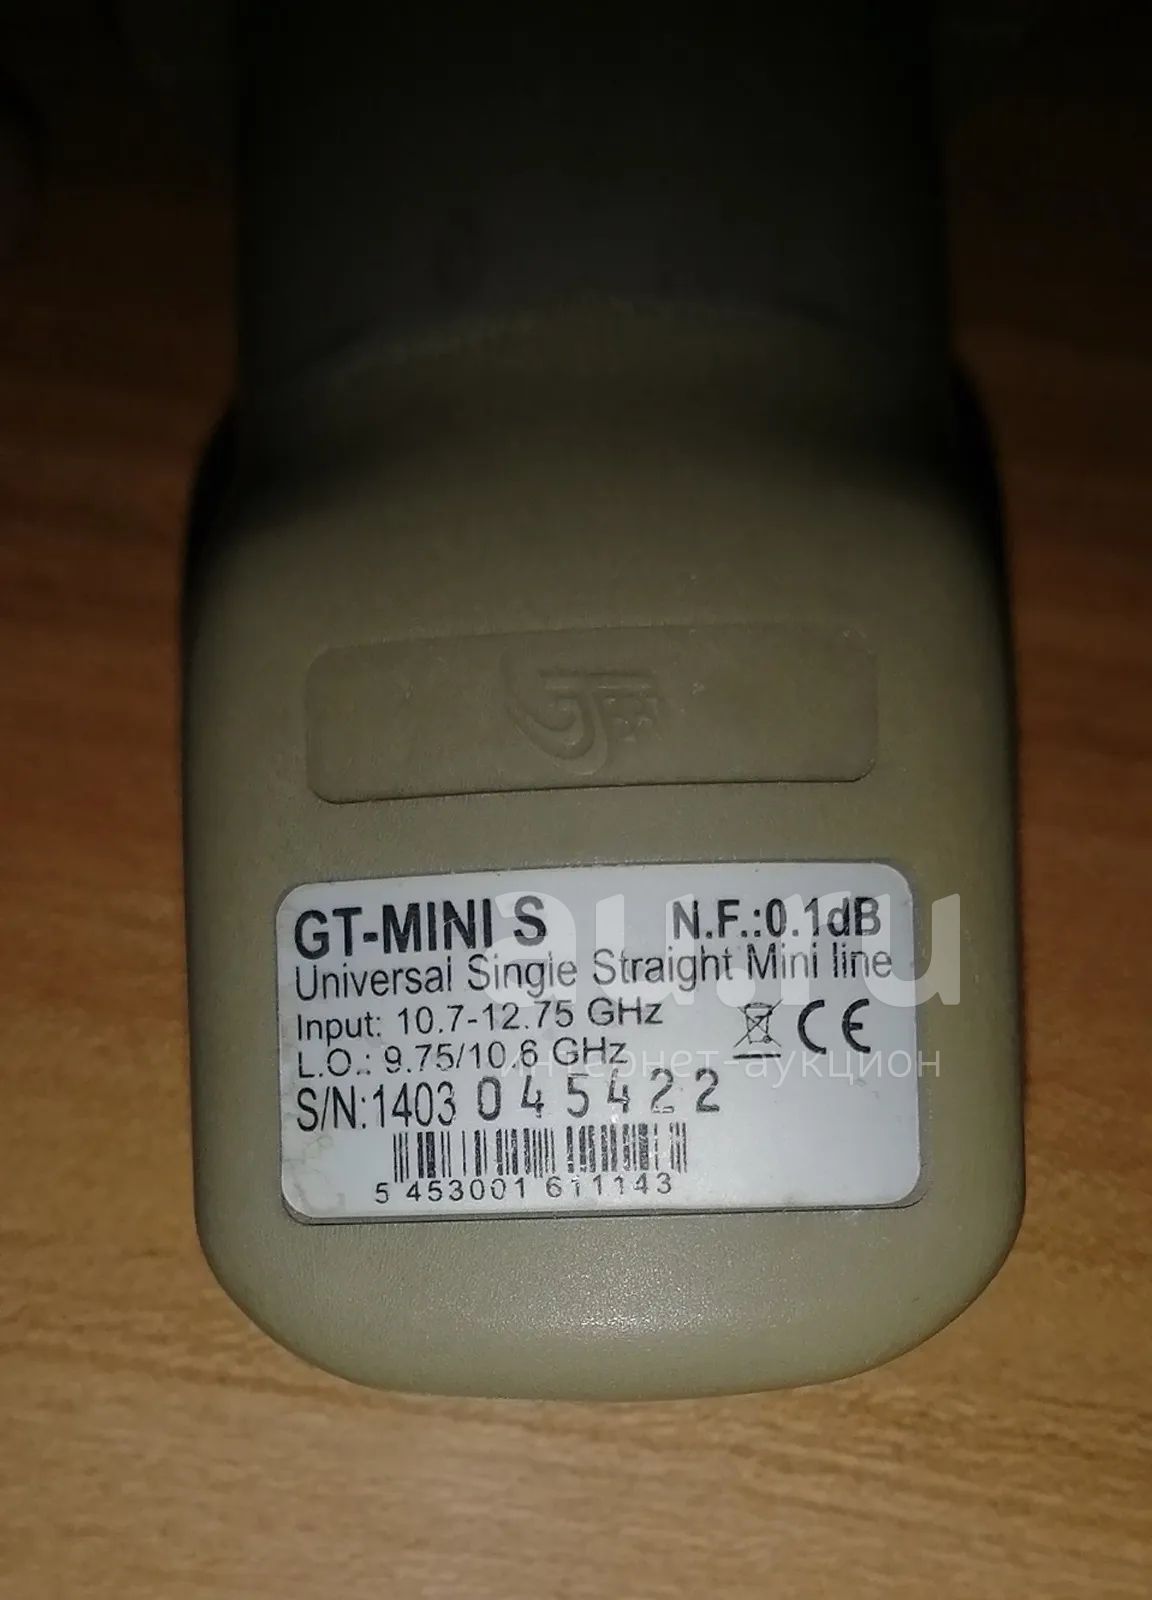 GT-MINI S N.F.:0.1dB
Universal Single Straight Mini line
Input: 10.7-12.75 GHz
CE
L.O.: 9.75/10.6 GHz
S/N:1403 045422
5 453001 611143
au.ru
интернет-аукцион